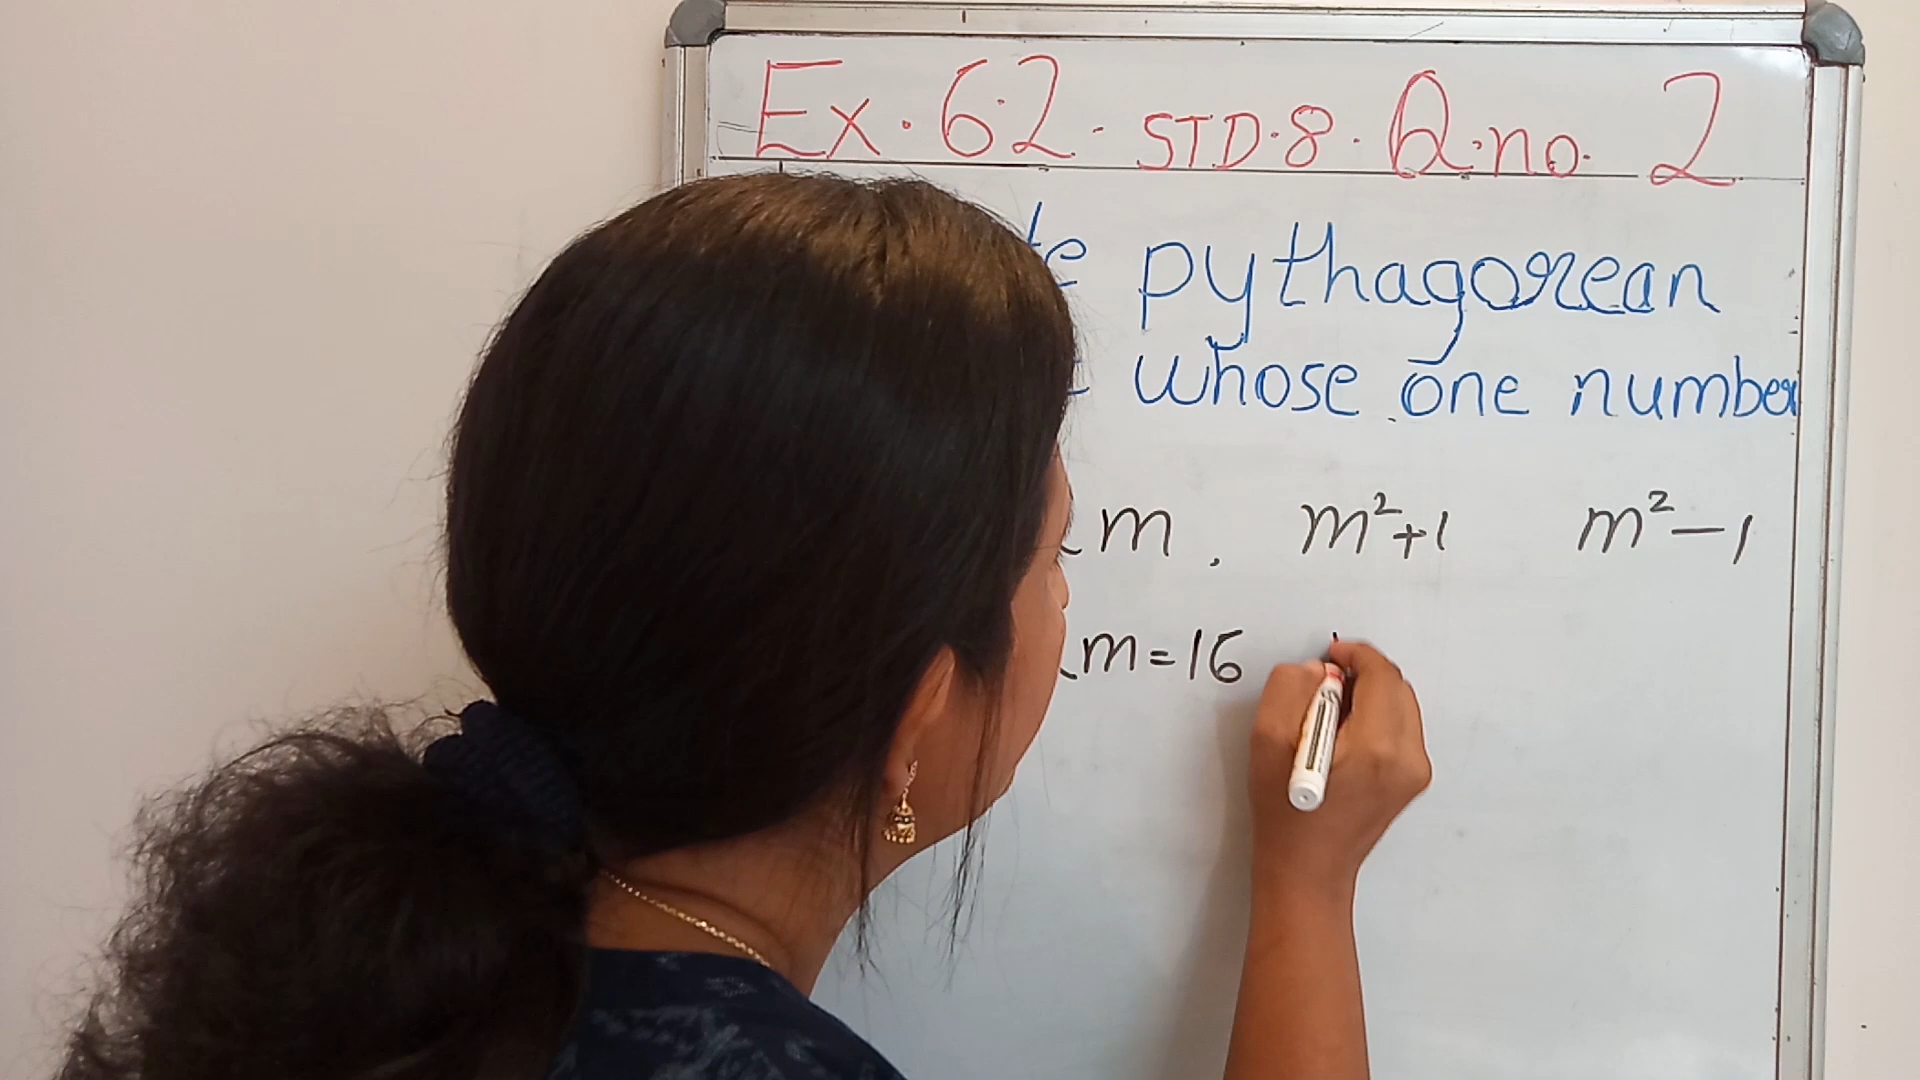 Ex. 6.2. STD. 8. Q. no. 2
pythagorean
whose one number
m, m²+1 m²-1
m=16